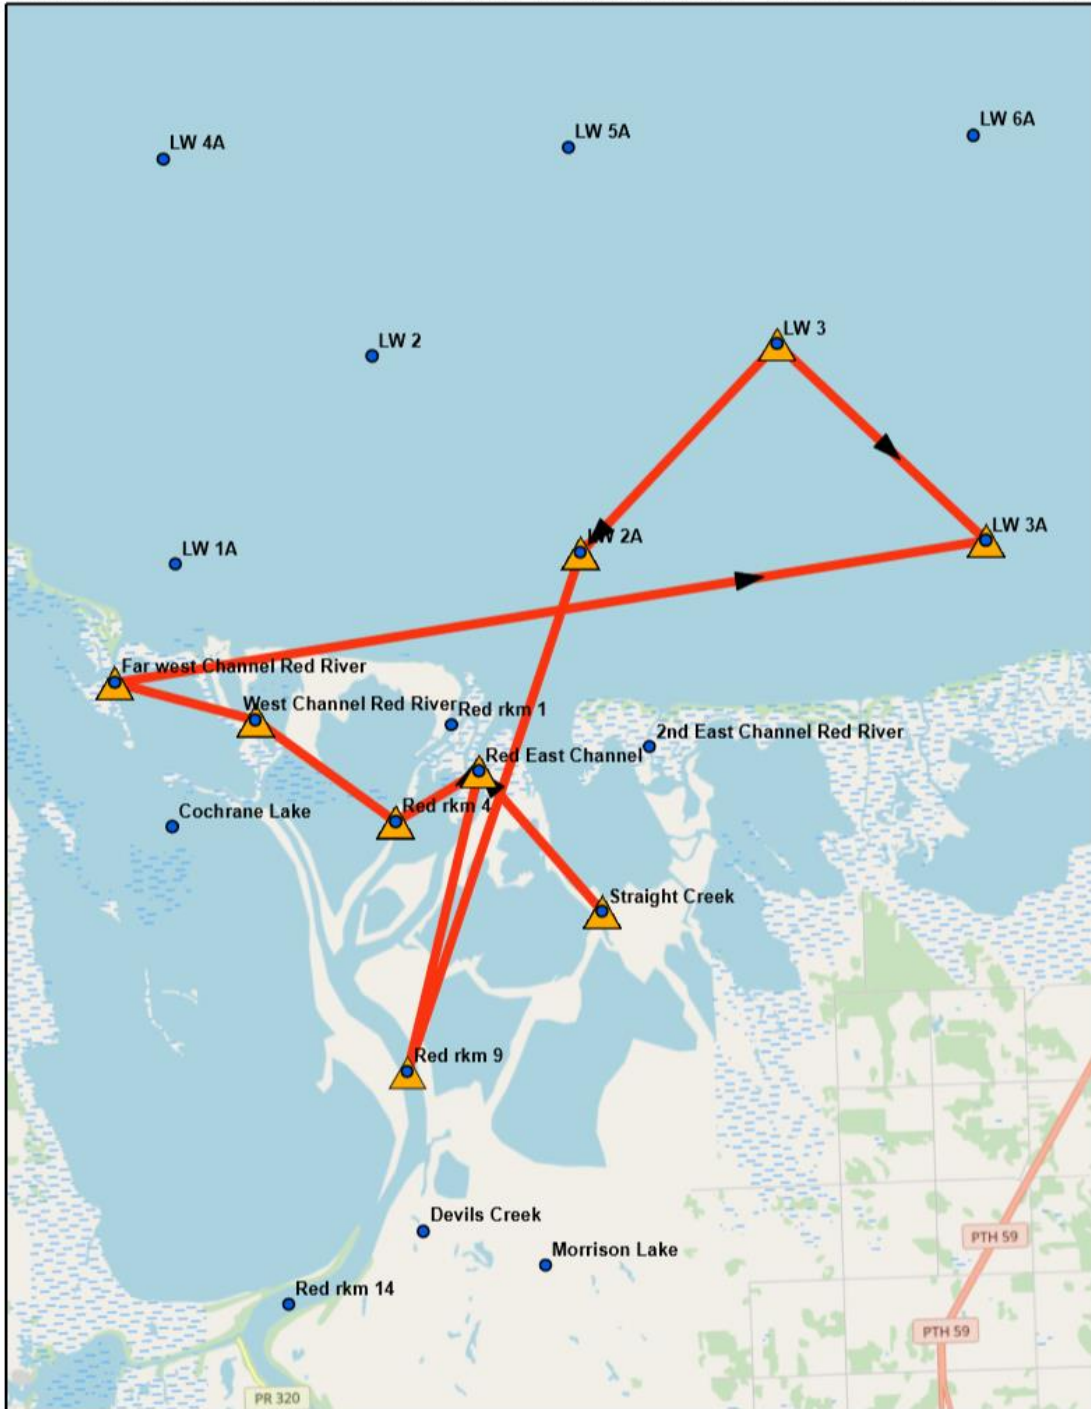 LW 6A
LW 5A
LW 4A
LW 3
LW 2
LW 3A
LW 2A
LW 1A
Far west Channel Red River
West Channel Red River
Red rkm 1
2nd East Channel Red River
Red East Channel
Red rkm 4
Cochrane Lake
Straight Creek
Red rkm 9
Devils Creek
PTH 59
Morrison Lake
Red rkm 14
PTH 59
PR 320